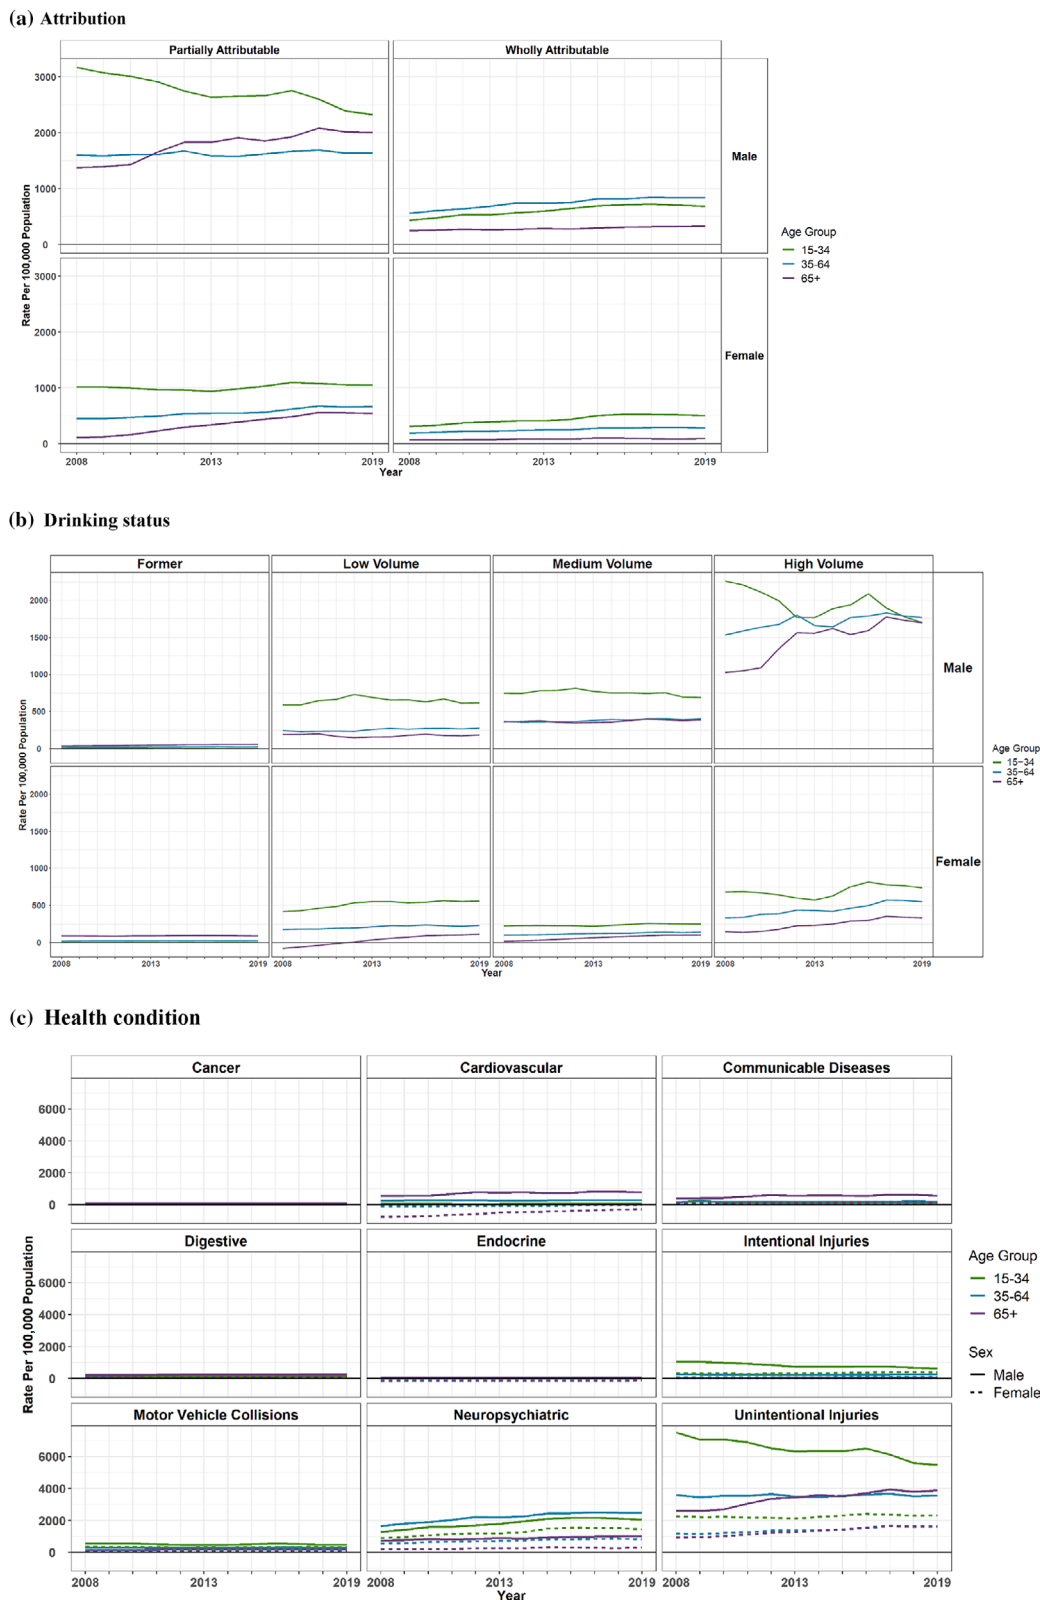 (a) Attribution
Partially Attributable
Wholly Attributable
3000
2000
1000
0
Male
3000
2000
1000
0
Female
Rate Per 100,000 Population
2008
2013
2019
2008
2013
2019
Year
Age Group
15-34
35-64
65+
(b) Drinking status
Former
Low Volume
Medium Volume
High Volume
2000
1500
1000
500
0
Male
2000
1500
1000
500
0
Female
Rate Per 100,000 Population
2008
2013
2019
2008
2013
2019
2008
2013
2019
2008
2013
2019
Year
Age Group
15-34
35-64
65+
(c) Health condition
Cancer
Cardiovascular
Communicable Diseases
6000
4000
2000
0
Digestive
Endocrine
Intentional Injuries
6000
4000
2000
0
Motor Vehicle Collisions
Neuropsychiatric
Unintentional Injuries
6000
4000
2000
0
Rate Per 100,000 Population
2008
2013
2019
2008
2013
2019
2008
2013
2019
Year
Age Group
15-34
35-64
65+
Sex
Male
Female